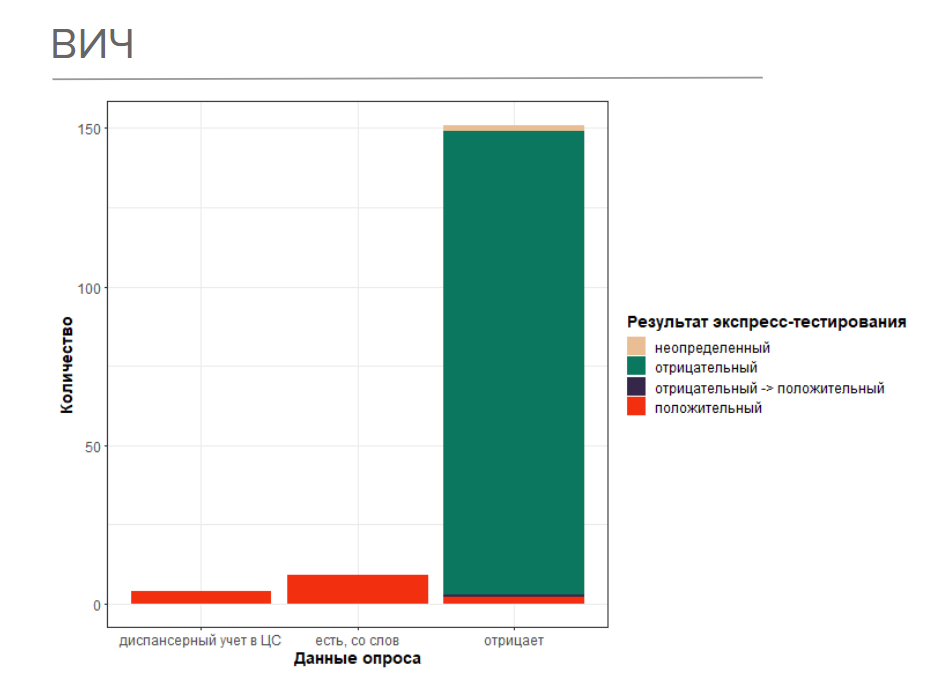 ВИЧ
150
100
50
0
Количество
диспансерный учет в ЦС
есть, со слов
отрицает
Данные опроса
Результат экспресс-тестирования
неопределенный
отрицательный
отрицательный -> положительный
положительный